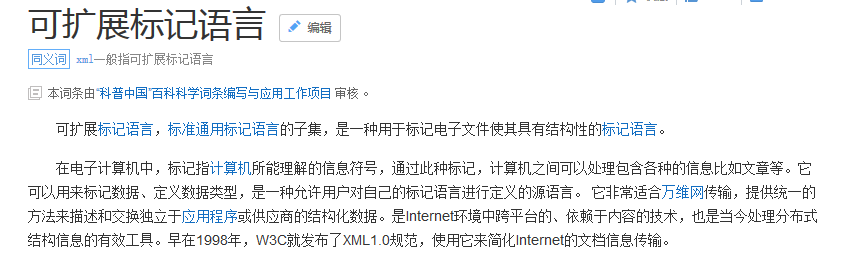 可扩展标记语言 编辑
同义词 xml一般指可扩展标记语言
本词条由“科普中国”百科科学词条编写与应用工作项目 审核 。
可扩展标记语言，标准通用标记语言的子集，是一种用于标记电子文件使其具有结构性的标记语言。
在电子计算机中，标记指计算机所能理解的信息符号，通过此种标记，计算机之间可以处理包含各种的信息比如文章等。它
可以用来标记数据、定义数据类型，是一种允许用户对自己的标记语言进行定义的源语言。 它非常适合万维网传输，提供统一的
方法来描述和交换独立于应用程序或供应商的结构化数据。是Internet环境中跨平台的、依赖于内容的技术，也是当今处理分布式
结构信息的有效工具。早在1998年，W3C就发布了XML1.0规范，使用它来简化Internet的文档信息传输。